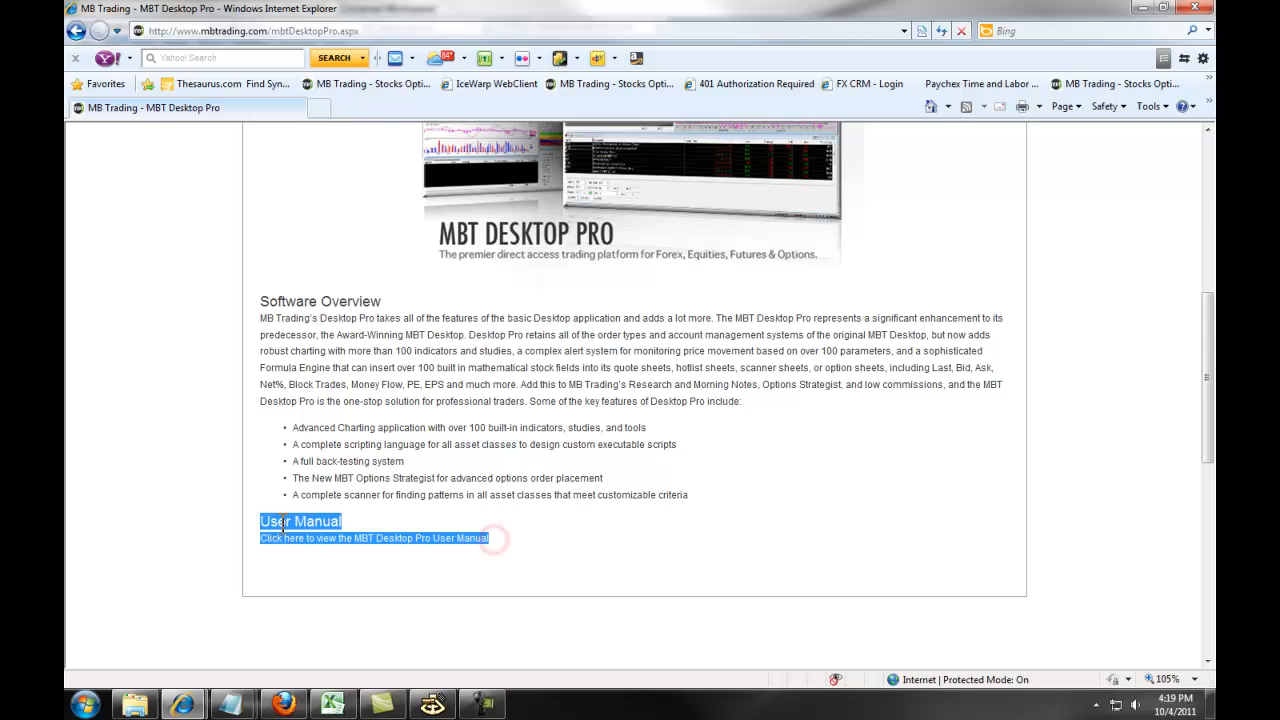 MB Trading - MBT Desktop Pro - Windows Internet Explorer
http://www.mbtrading.com/mbtDesktopPro.aspx
Bing
Yahoo! Search
SEARCH
84°
Favorites
Thesaurus.com Find Syn...
MB Trading - Stocks Opti...
IceWarp WebClient
MB Trading - Stocks Opti...
401 Authorization Required
FX CRM - Login
Paychex Time and Labor ...
MB Trading - Stocks Opti...
MB Trading - MBT Desktop Pro
Page
Safety
Tools
MBT DESKTOP PRO
The premier direct access trading platform for Forex, Equities, Futures & Options.
Software Overview
MB Trading's Desktop Pro takes all of the features of the basic Desktop application and adds a lot more. The MBT Desktop Pro represents a significant enhancement to its
predecessor, the Award-Winning MBT Desktop. Desktop Pro retains all of the order types and account management systems of the original MBT Desktop, but now adds
robust charting with more than 100 indicators and studies, a complex alert system for monitoring price movement based on over 100 parameters, and a sophisticated
Formula Engine that can insert over 100 built in mathematical stock fields into its quote sheets, hotlist sheets, scanner sheets, or option sheets, including Last, Bid, Ask,
Net%, Block Trades, Money Flow, PE, EPS and much more. Add this to MB Trading's Research and Morning Notes, Options Strategist, and low commissions, and the MBT
Desktop Pro is the one-stop solution for professional traders. Some of the key features of Desktop Pro include:
• Advanced Charting application with over 100 built-in indicators, studies, and tools
• A complete scripting language for all asset classes to design custom executable scripts
• A full back-testing system
• The New MBT Options Strategist for advanced options order placement
• A complete scanner for finding patterns in all asset classes that meet customizable criteria
User Manual
Click here to view the MBT Desktop Pro User Manual
Internet | Protected Mode: On
105%
4:19 PM
10/4/2011